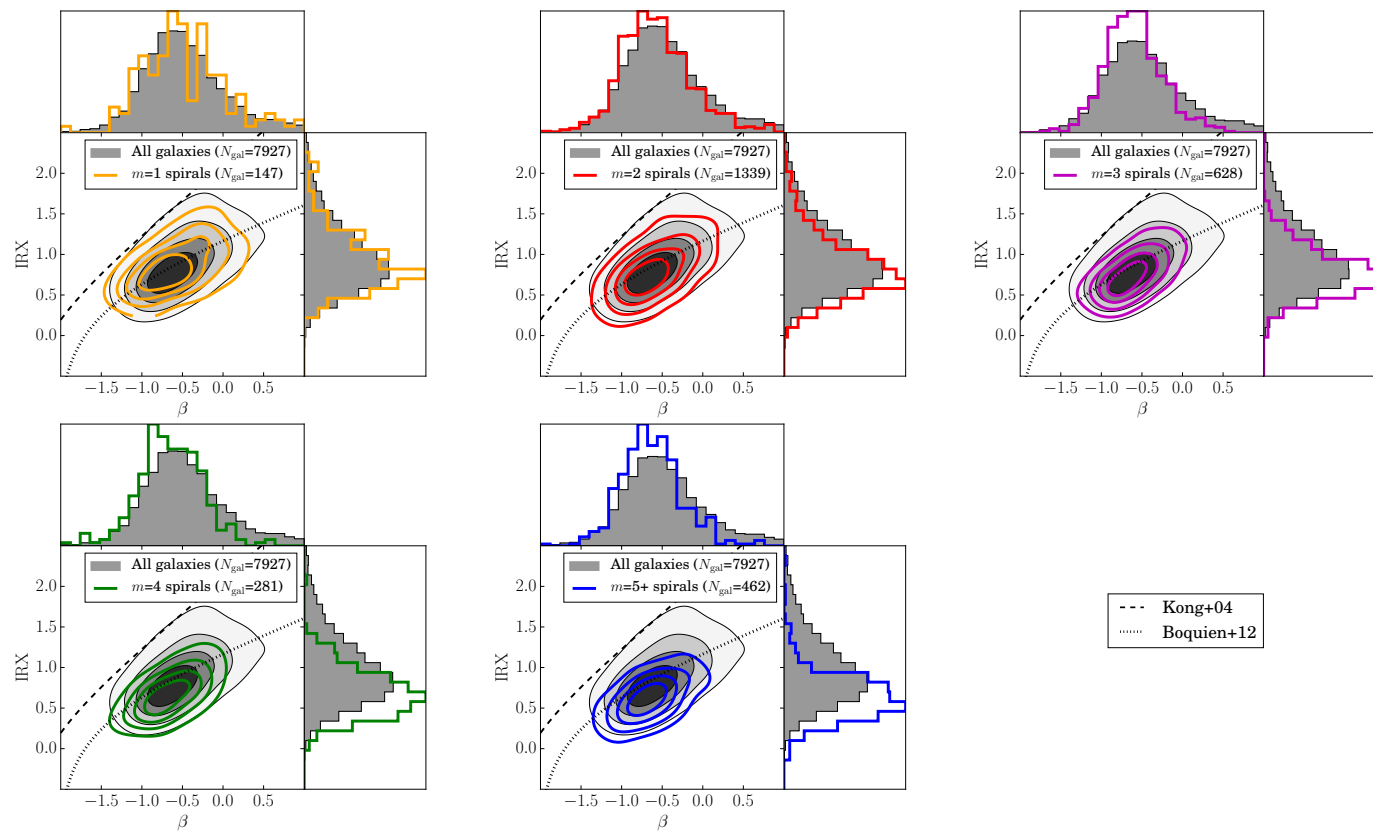 All galaxies (N_gal=7927)
m=1 spirals (N_gal=147)
IRX
2.0
1.5
1.0
0.5
0.0
−1.5 −1.0 −0.5 0.0 0.5
β
All galaxies (N_gal=7927)
m=2 spirals (N_gal=1339)
IRX
2.0
1.5
1.0
0.5
0.0
−1.5 −1.0 −0.5 0.0 0.5
β
All galaxies (N_gal=7927)
m=3 spirals (N_gal=628)
IRX
2.0
1.5
1.0
0.5
0.0
−1.5 −1.0 −0.5 0.0 0.5
β
All galaxies (N_gal=7927)
m=4 spirals (N_gal=281)
IRX
2.0
1.5
1.0
0.5
0.0
−1.5 −1.0 −0.5 0.0 0.5
β
All galaxies (N_gal=7927)
m=5+ spirals (N_gal=462)
IRX
2.0
1.5
1.0
0.5
0.0
−1.5 −1.0 −0.5 0.0 0.5
β
Kong+04
Boquien+12